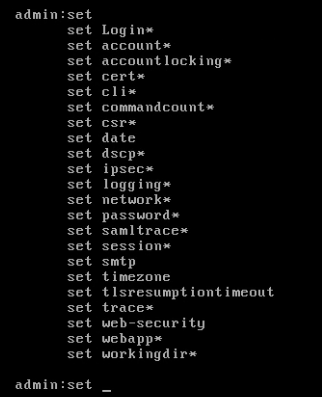 admin:set
set Login*
set account*
set accountlocking*
set cert*
set cli*
set commandcount*
set csr*
set date
set dscp*
set ipsec*
set logging*
set network*
set password*
set samltrace*
set session*
set smtp
set timezone
set tlsresumptiontimeout
set trace*
set web-security
set webapp*
set workingdir*
admin:set _